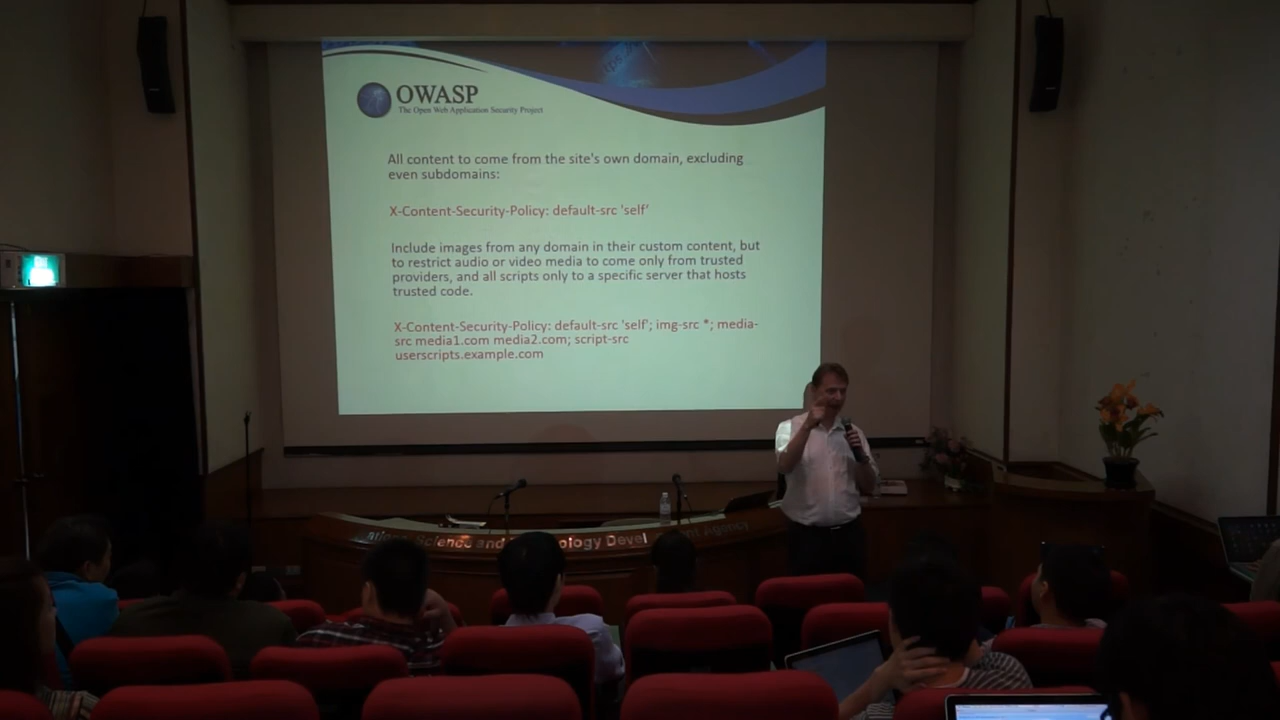 OWASP
The Open Web Application Security Project
All content to come from the site's own domain, excluding
even subdomains:
X-Content-Security-Policy: default-src 'self'
Include images from any domain in their custom content, but
to restrict audio or video media to come only from trusted
providers, and all scripts only to a specific server that hosts
trusted code.
X-Content-Security-Policy: default-src 'self'; img-src *; media-
src media1.com media2.com; script-src
userscripts.example.com
Science and ology Devel ent Agency